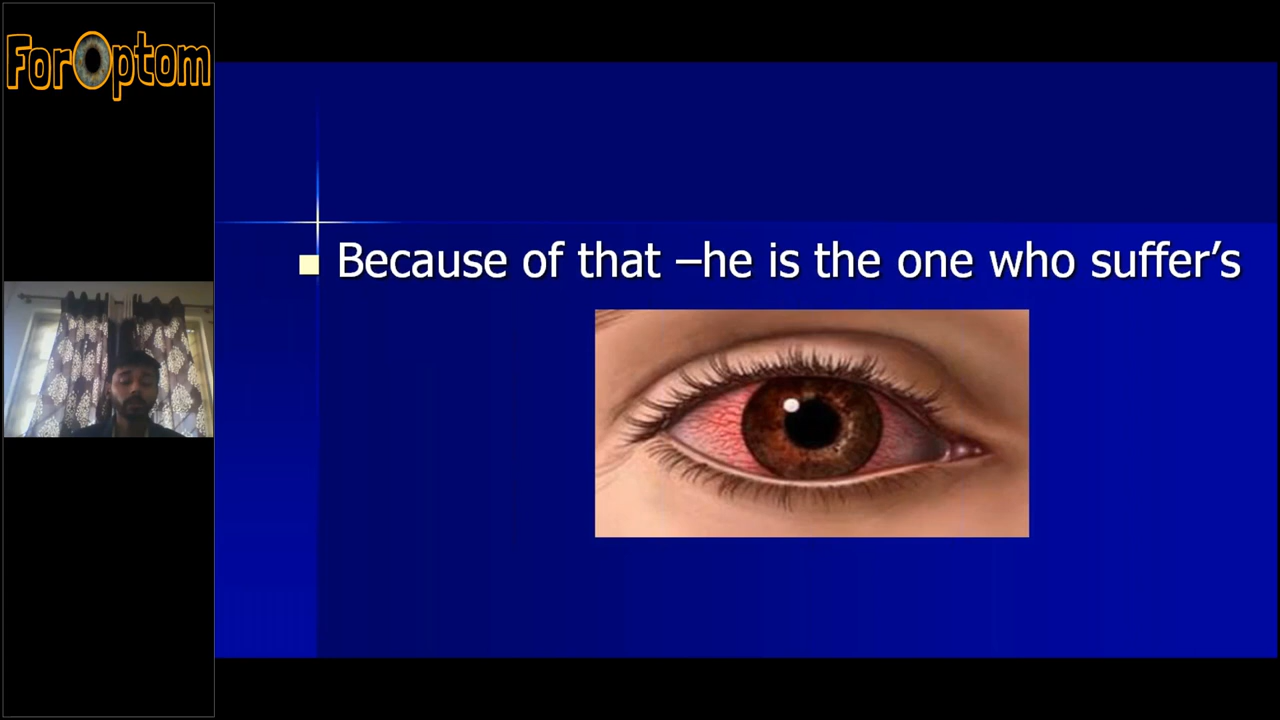 ForOptom
Because of that –he is the one who suffer’s